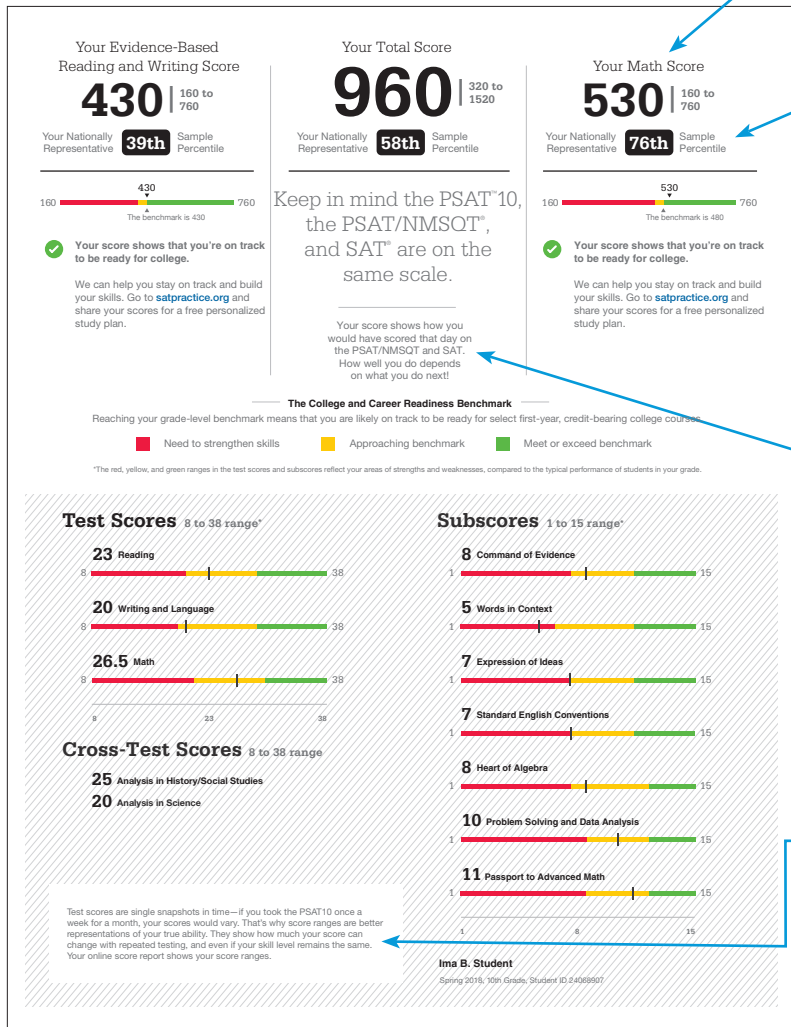 Your Evidence-Based
Reading and Writing Score
430 | 160 to
760
Your Nationally
Representative 39th Sample
Percentile
160 430 760
The benchmark is 430
Your score shows that you're on track
to be ready for college.
We can help you stay on track and build
your skills. Go to satpractice.org and
share your scores for a free personalized
study plan.
Your Total Score
960 | 320 to
1520
Your Nationally
Representative 58th Sample
Percentile
Keep in mind the PSAT™10,
the PSAT/NMSQT®,
and SAT® are on the
same scale.
Your score shows how you
would have scored that day on
the PSAT/NMSQT and SAT.
How well you do depends
on what you do next!
Your Math Score
530 | 160 to
760
Your Nationally
Representative 76th Sample
Percentile
160 530 760
The benchmark is 480
Your score shows that you're on track
to be ready for college.
We can help you stay on track and build
your skills. Go to satpractice.org and
share your scores for a free personalized
study plan.
The College and Career Readiness Benchmark
Reaching your grade-level benchmark means that you are likely on track to be ready for select first-year, credit-bearing college courses.
Need to strengthen skills Approaching benchmark Meet or exceed benchmark
*The red, yellow, and green ranges in the test scores and subscores reflect your areas of strengths and weaknesses, compared to the typical performance of students in your grade.
Test Scores 8 to 38 range*
23 Reading
8 38
20 Writing and Language
8 38
26.5 Math
8 38
8 23 38
Cross-Test Scores 8 to 38 range
25 Analysis in History/Social Studies
20 Analysis in Science
Test scores are single snapshots in time—if you took the PSAT10 once a
week for a month, your scores would vary. That's why score ranges are better
representations of your true ability. They show how much your score can
change with repeated testing, and even if your skill level remains the same.
Your online score report shows your score ranges.
Subscores 1 to 15 range*
8 Command of Evidence
1 15
5 Words in Context
1 15
7 Expression of Ideas
1 15
7 Standard English Conventions
1 15
8 Heart of Algebra
1 15
10 Problem Solving and Data Analysis
1 15
11 Passport to Advanced Math
1 15
1 8 15
Ima B. Student
Spring 2018, 10th Grade, Student ID 24068907